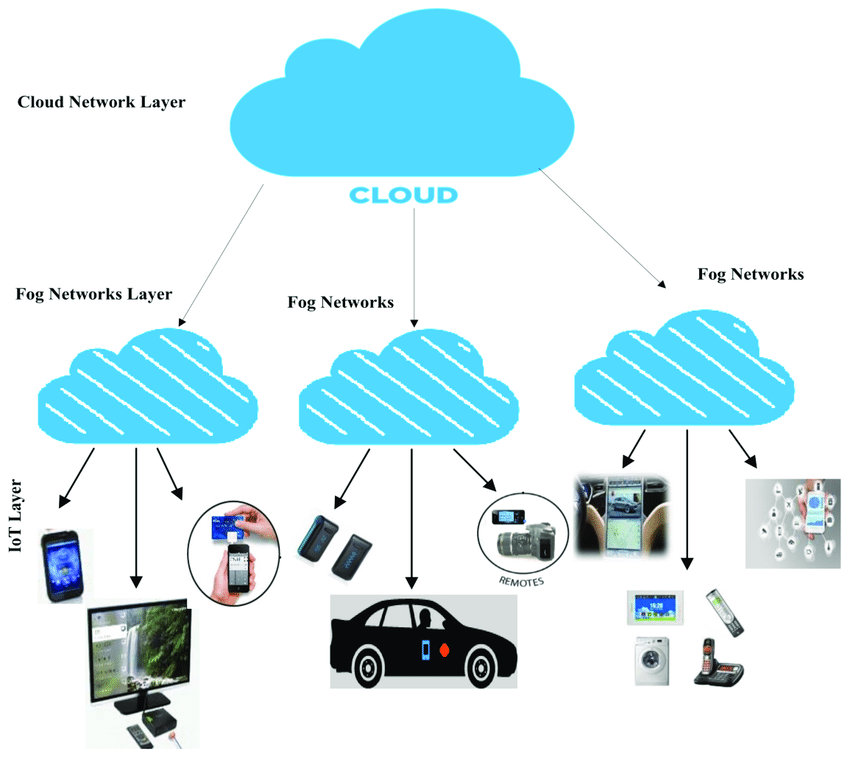 Cloud Network Layer
CLOUD
Fog Networks Layer
Fog Networks
Fog Networks
IoT Layer
REMOTES